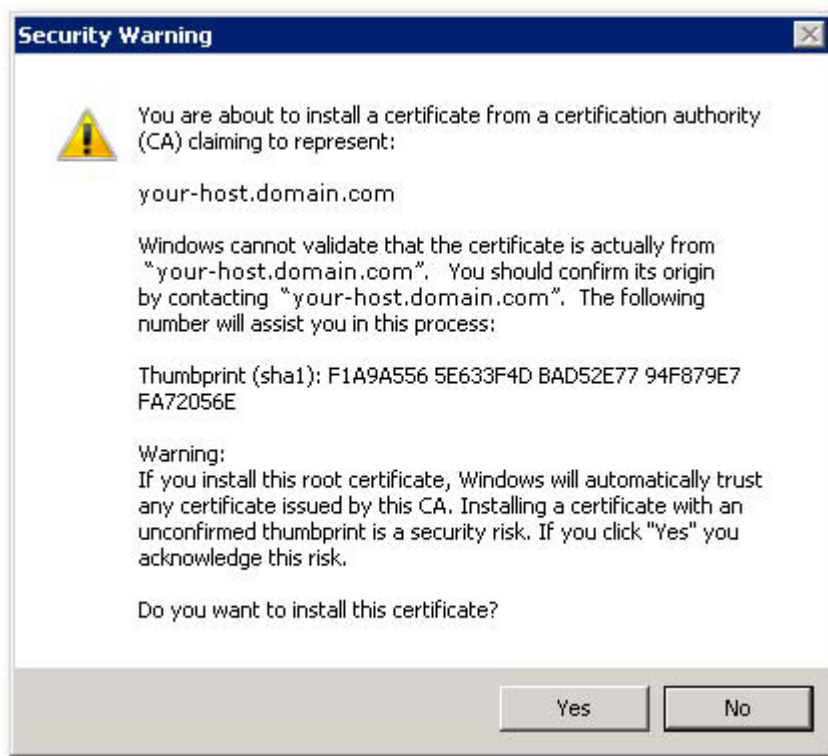 Security Warning
You are about to install a certificate from a certification authority
(CA) claiming to represent:
your-host.domain.com
Windows cannot validate that the certificate is actually from
“your-host.domain.com”. You should confirm its origin
by contacting “your-host.domain.com”. The following
number will assist you in this process:
Thumbprint (sha1): F1A9A556 5E633F4D BAD52E77 94F879E7
FA72056E
Warning:
If you install this root certificate, Windows will automatically trust
any certificate issued by this CA. Installing a certificate with an
unconfirmed thumbprint is a security risk. If you click "Yes" you
acknowledge this risk.
Do you want to install this certificate?
Yes
No